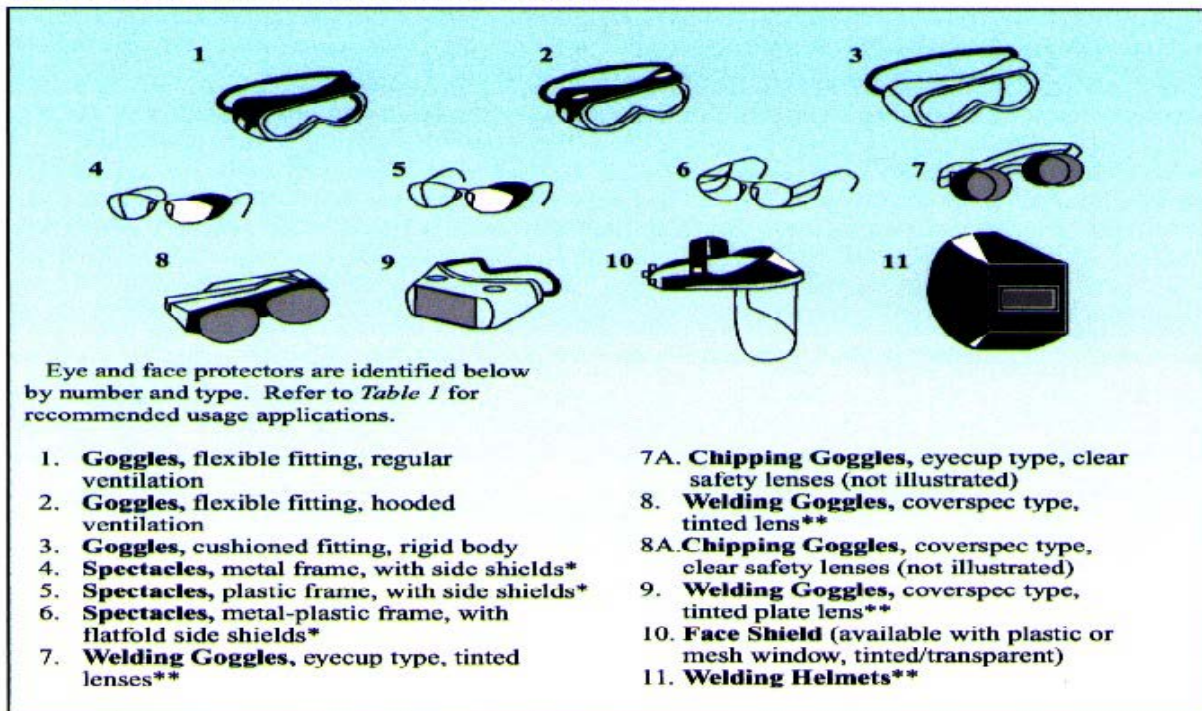 1
2
3
4
5
6
7
8
9
10
11
Eye and face protectors are identified below
by number and type. Refer to Table 1 for
recommended usage applications.
1. Goggles, flexible fitting, regular
ventilation
2. Goggles, flexible fitting, hooded
ventilation
3. Goggles, cushioned fitting, rigid body
4. Spectacles, metal frame, with side shields*
5. Spectacles, plastic frame, with side shields*
6. Spectacles, metal-plastic frame, with
flatfold side shields*
7. Welding Goggles, eyecup type, tinted
lenses**
7A. Chipping Goggles, eyecup type, clear
safety lenses (not illustrated)
8. Welding Goggles, coverspec type,
tinted lens**
8A.Chipping Goggles, coverspec type,
clear safety lenses (not illustrated)
9. Welding Goggles, coverspec type,
tinted plate lens**
10. Face Shield (available with plastic or
mesh window, tinted/transparent)
11. Welding Helmets**